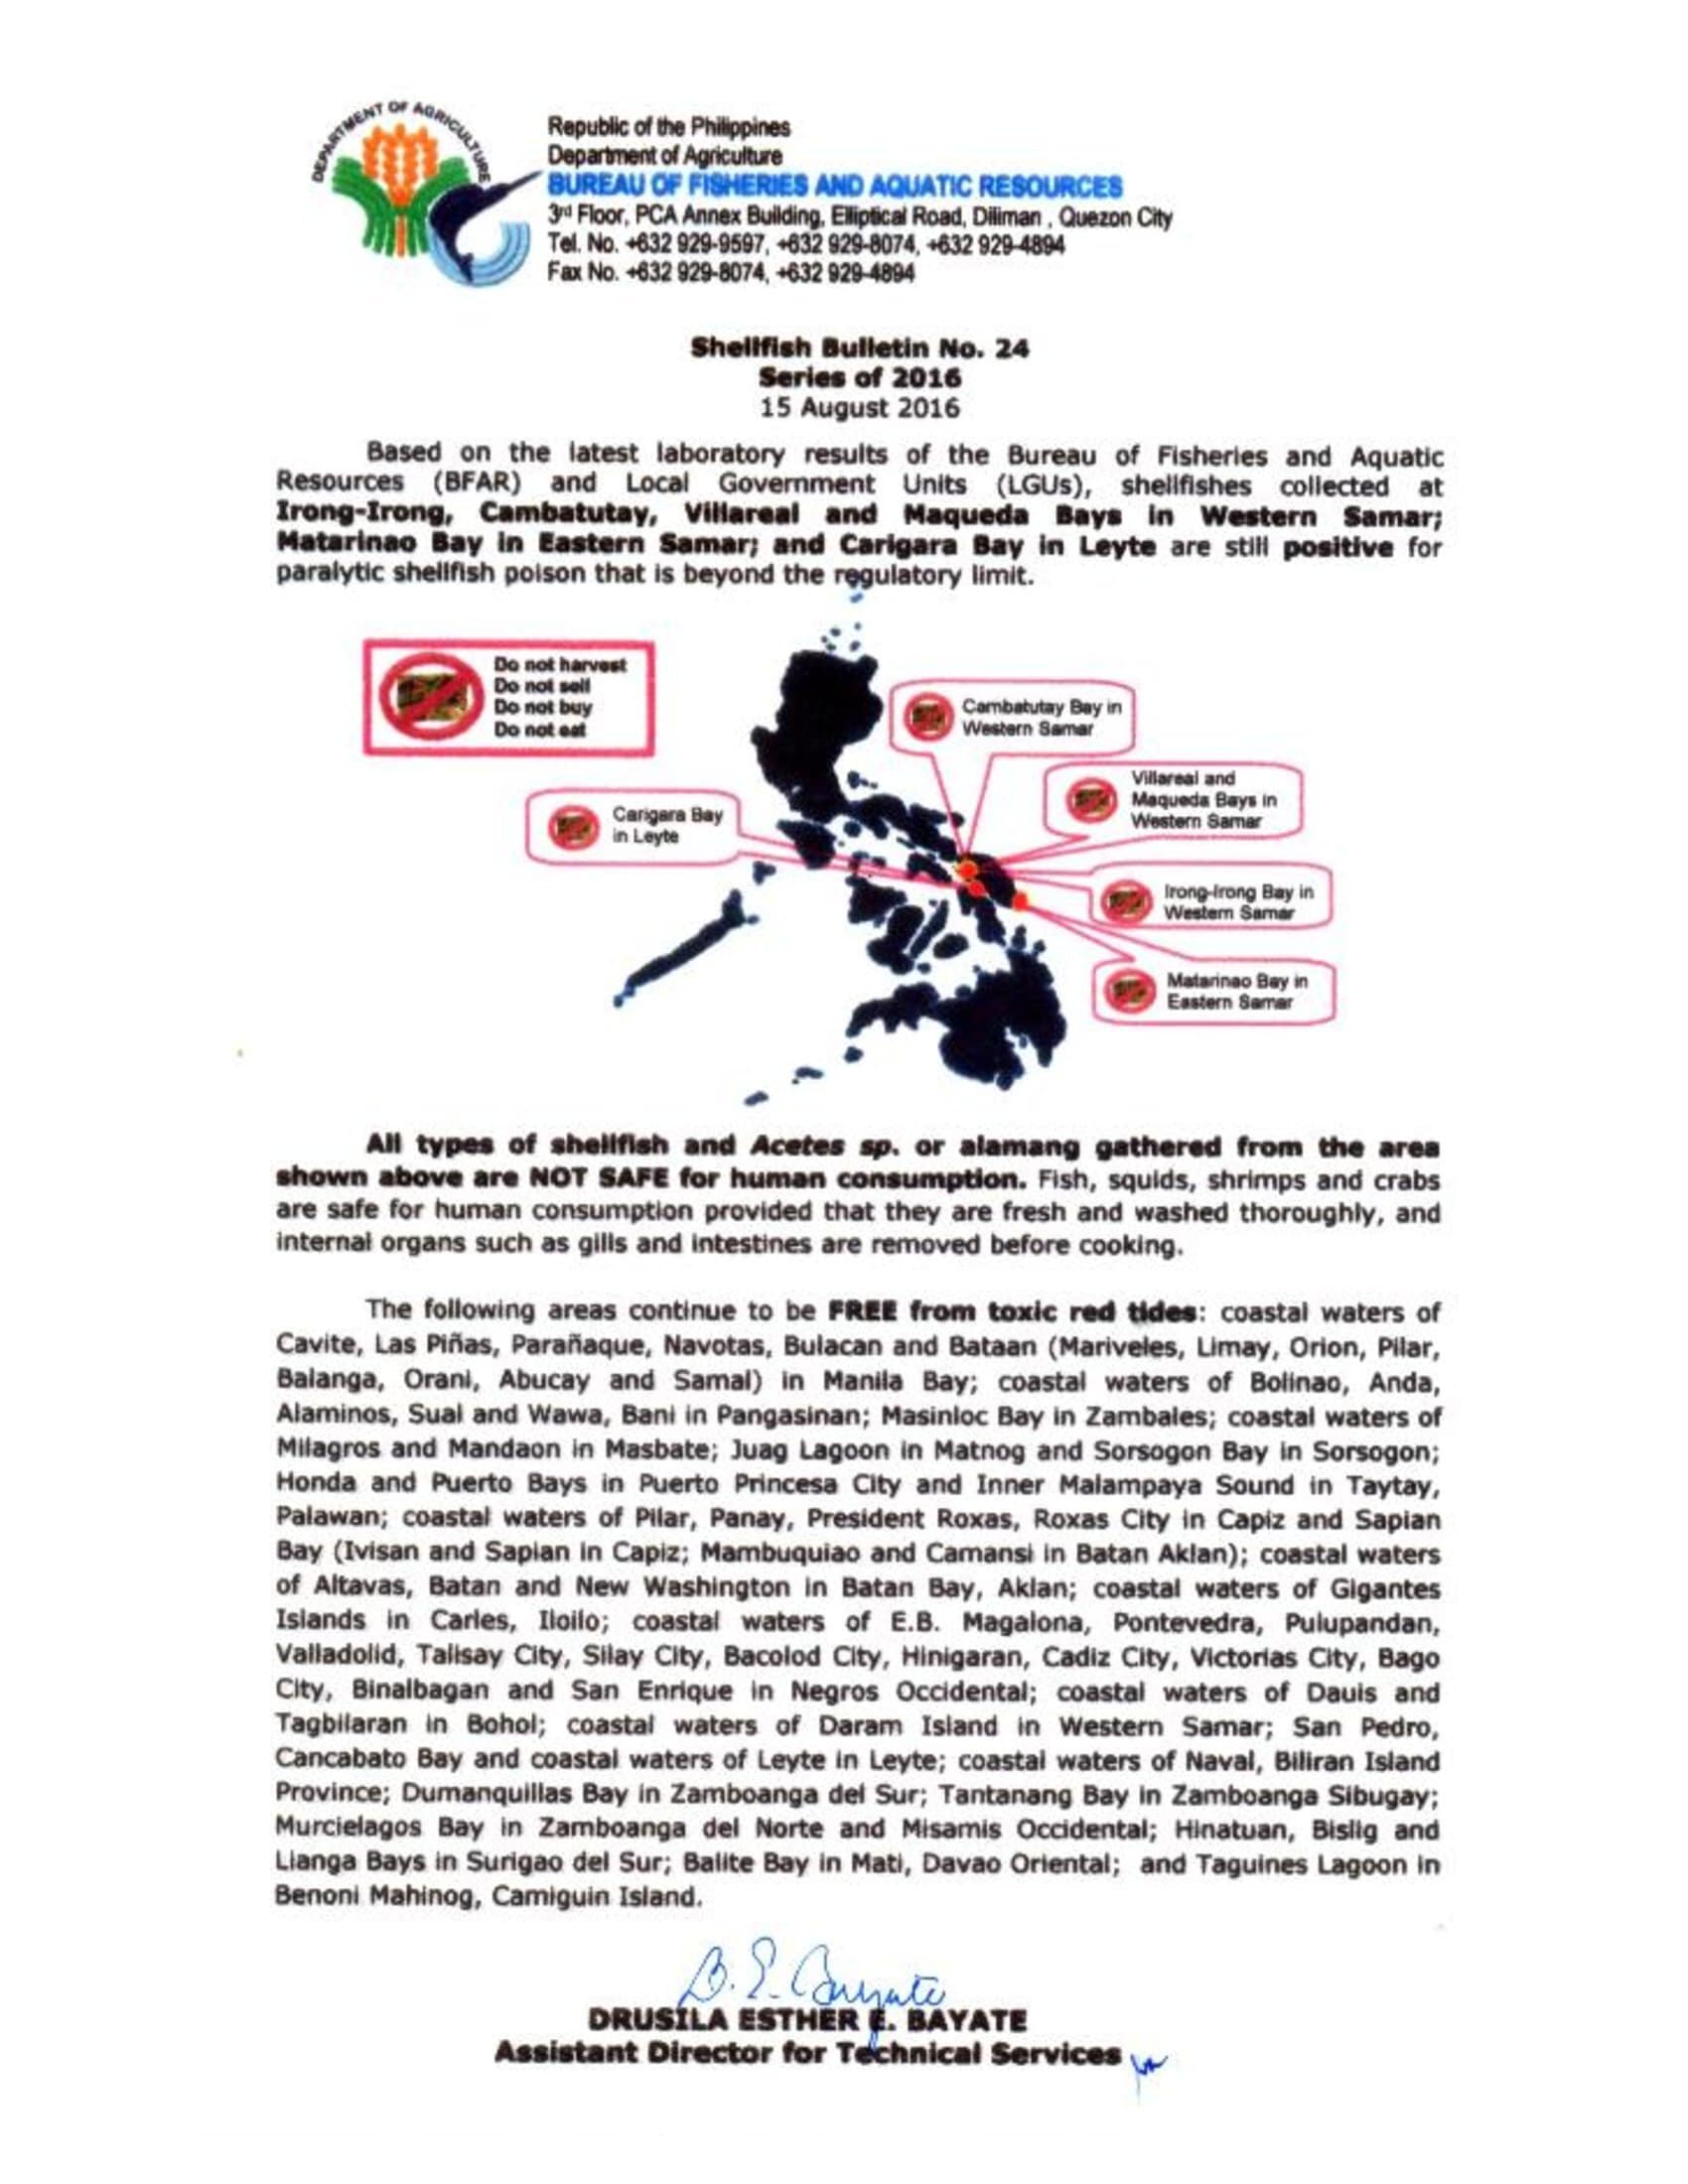 DEPARTMENT OF AGRICULTURE
Republic of the Philippines
Department of Agriculture
BUREAU OF FISHERIES AND AQUATIC RESOURCES
3rd Floor, PCA Annex Building, Elliptical Road, Diliman , Quezon City
Tel. No. +632 929-9597, +632 929-8074, +632 929-4894
Fax No. +632 929-8074, +632 929-4894
Shellfish Bulletin No. 24
Series of 2016
15 August 2016
Based on the latest laboratory results of the Bureau of Fisheries and Aquatic
Resources (BFAR) and Local Government Units (LGUs), shellfishes collected at
Irong-Irong, Cambatutay, Villareal and Maqueda Bays in Western Samar;
Matarinao Bay in Eastern Samar; and Carigara Bay in Leyte are still positive for
paralytic shellfish poison that is beyond the regulatory limit.
Do not harvest
Do not sell
Do not buy
Do not eat
Cambatutay Bay in
Western Samar
Villareal and
Maqueda Bays in
Western Samar
Carigara Bay
in Leyte
Irong-Irong Bay in
Western Samar
Matarinao Bay in
Eastern Samar
All types of shellfish and Acetes sp. or alamang gathered from the area
shown above are NOT SAFE for human consumption. Fish, squids, shrimps and crabs
are safe for human consumption provided that they are fresh and washed thoroughly, and
internal organs such as gills and intestines are removed before cooking.
The following areas continue to be FREE from toxic red tides: coastal waters of
Cavite, Las Piñas, Parañaque, Navotas, Bulacan and Bataan (Mariveles, Limay, Orion, Pilar,
Balanga, Orani, Abucay and Samal) in Manila Bay; coastal waters of Bolinao, Anda,
Alaminos, Sual and Wawa, Bani in Pangasinan; Masinloc Bay in Zambales; coastal waters of
Milagros and Mandaon in Masbate; Juag Lagoon in Matnog and Sorsogon Bay in Sorsogon;
Honda and Puerto Bays in Puerto Princesa City and Inner Malampaya Sound in Taytay,
Palawan; coastal waters of Pilar, Panay, President Roxas, Roxas City in Capiz and Sapian
Bay (Ivisan and Sapian in Capiz; Mambuquiao and Camansi in Batan Aklan); coastal waters
of Altavas, Batan and New Washington in Batan Bay, Aklan; coastal waters of Gigantes
Islands in Carles, Iloilo; coastal waters of E.B. Magalona, Pontevedra, Pulupandan,
Valladolid, Talisay City, Silay City, Bacolod City, Hinigaran, Cadiz City, Victorias City, Bago
City, Binalbagan and San Enrique in Negros Occidental; coastal waters of Dauis and
Tagbilaran in Bohol; coastal waters of Daram Island in Western Samar; San Pedro,
Cancabato Bay and coastal waters of Leyte in Leyte; coastal waters of Naval, Biliran Island
Province; Dumanquillas Bay in Zamboanga del Sur; Tantanang Bay in Zamboanga Sibugay;
Murcielagos Bay in Zamboanga del Norte and Misamis Occidental; Hinatuan, Bislig and
Lianga Bays in Surigao del Sur; Balite Bay in Mati, Davao Oriental; and Taguines Lagoon in
Benoni Mahinog, Camiguin Island.
DRUSILA ESTHER E. BAYATE
Assistant Director for Technical Services